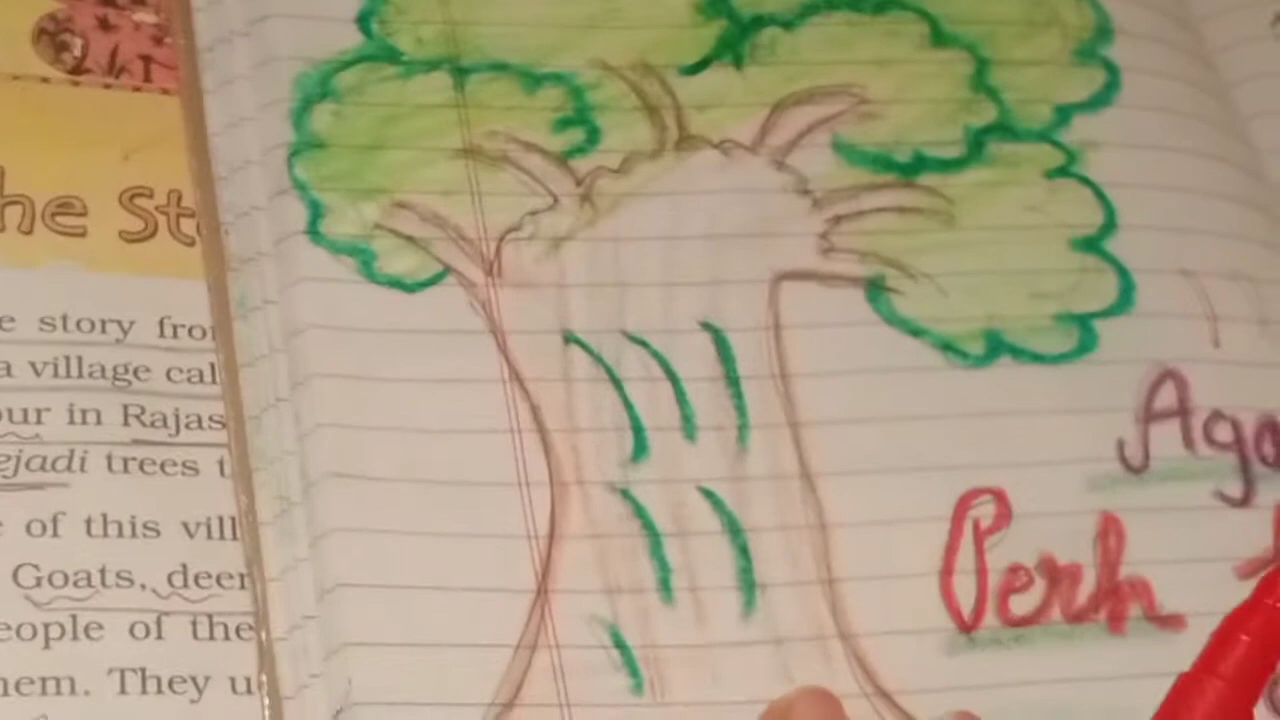 he St
e story fro
a village cal
our in Rajas
ejadi trees t
e of this vill
Goats, deer
eople of the
hem. They u
Aga
Perh